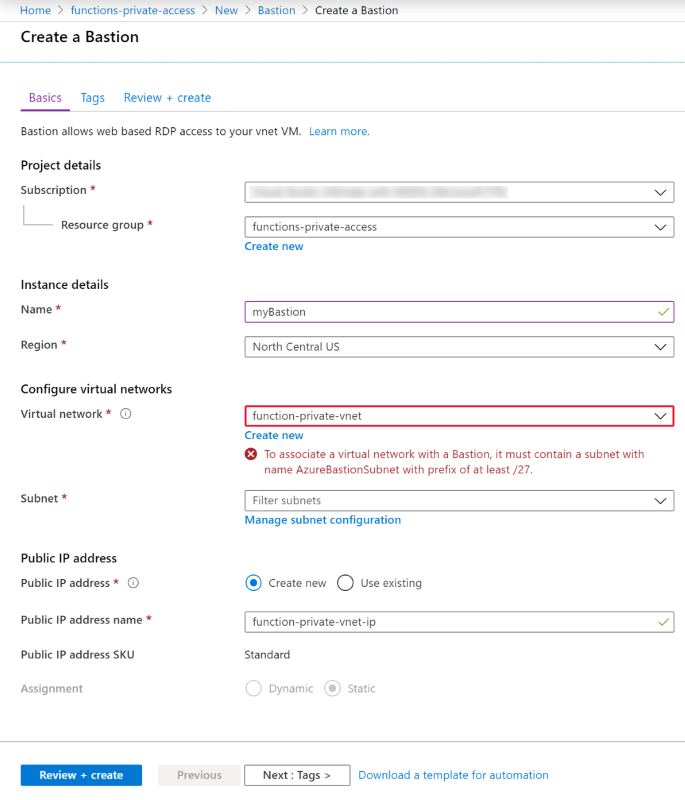 Home > functions-private-access > New > Bastion > Create a Bastion
Create a Bastion
Basics Tags Review + create
Bastion allows web based RDP access to your vnet VM. Learn more.
Project details
Subscription *
Resource group * functions-private-access
Create new
Instance details
Name * myBastion
Region * North Central US
Configure virtual networks
Virtual network * function-private-vnet
Create new
To associate a virtual network with a Bastion, it must contain a subnet with
name AzureBastionSubnet with prefix of at least /27.
Subnet * Filter subnets
Manage subnet configuration
Public IP address
Public IP address * Create new Use existing
Public IP address name * function-private-vnet-ip
Public IP address SKU Standard
Assignment Dynamic Static
Review + create Previous Next : Tags > Download a template for automation